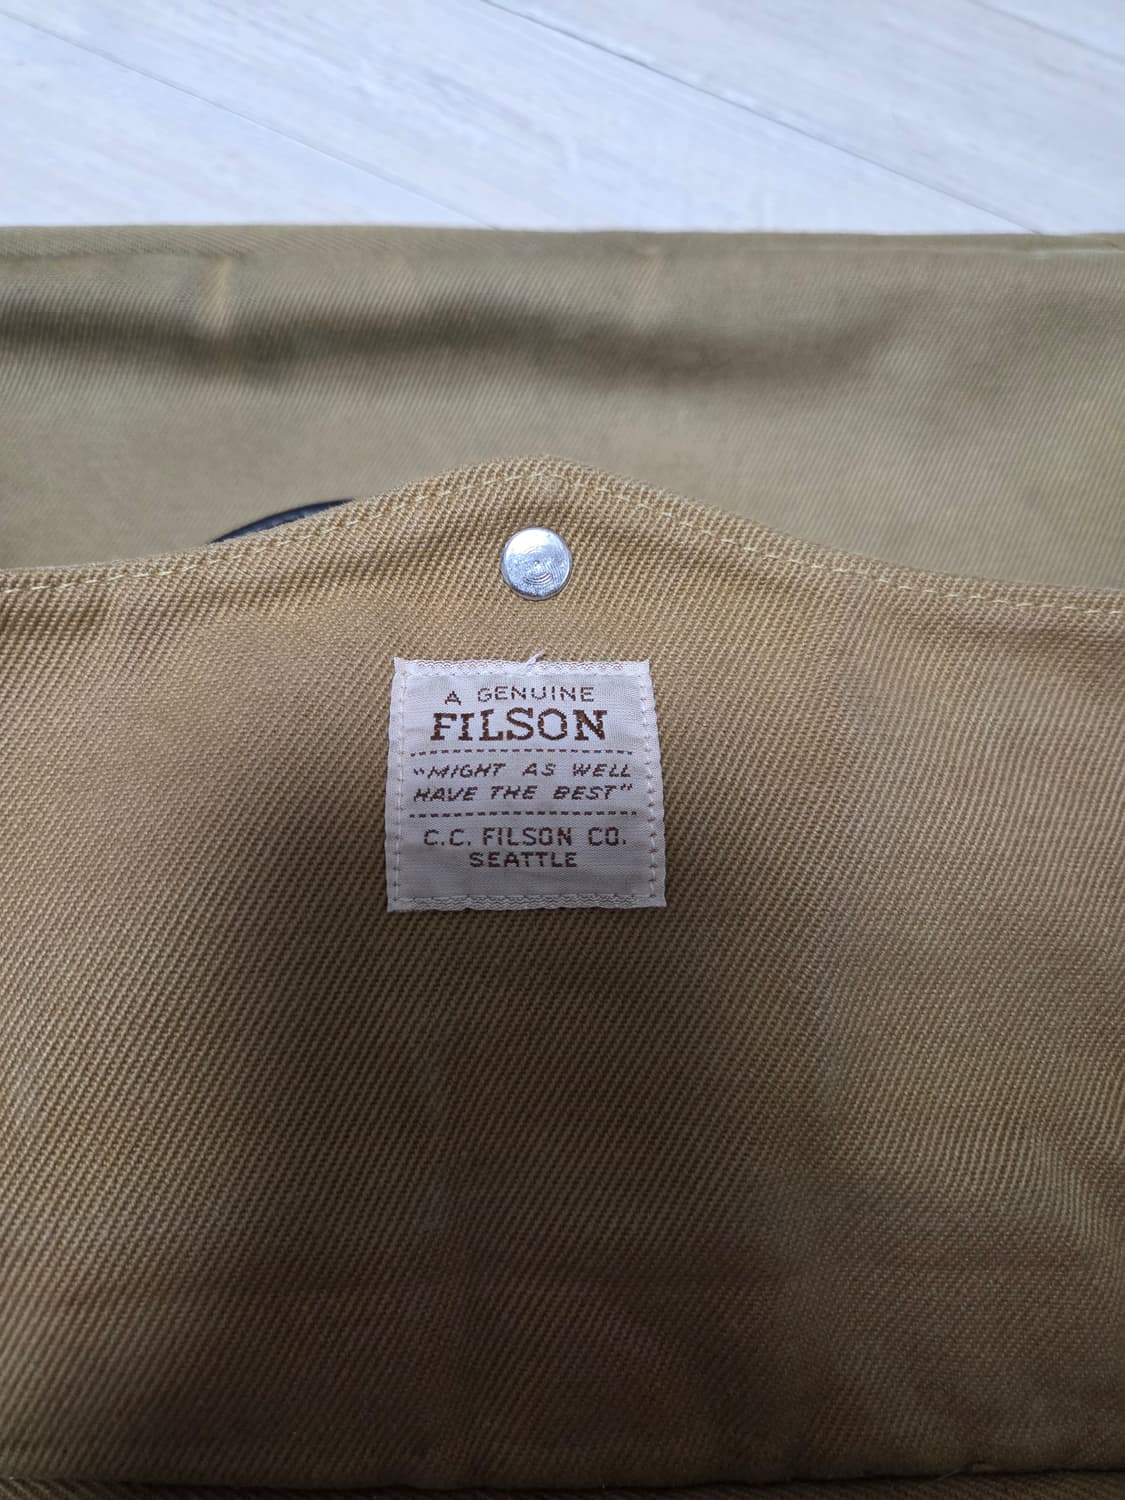 A GENUINE
FILSON
"MIGHT AS WELL
HAVE THE BEST"
C.C. FILSON CO.
SEATTLE